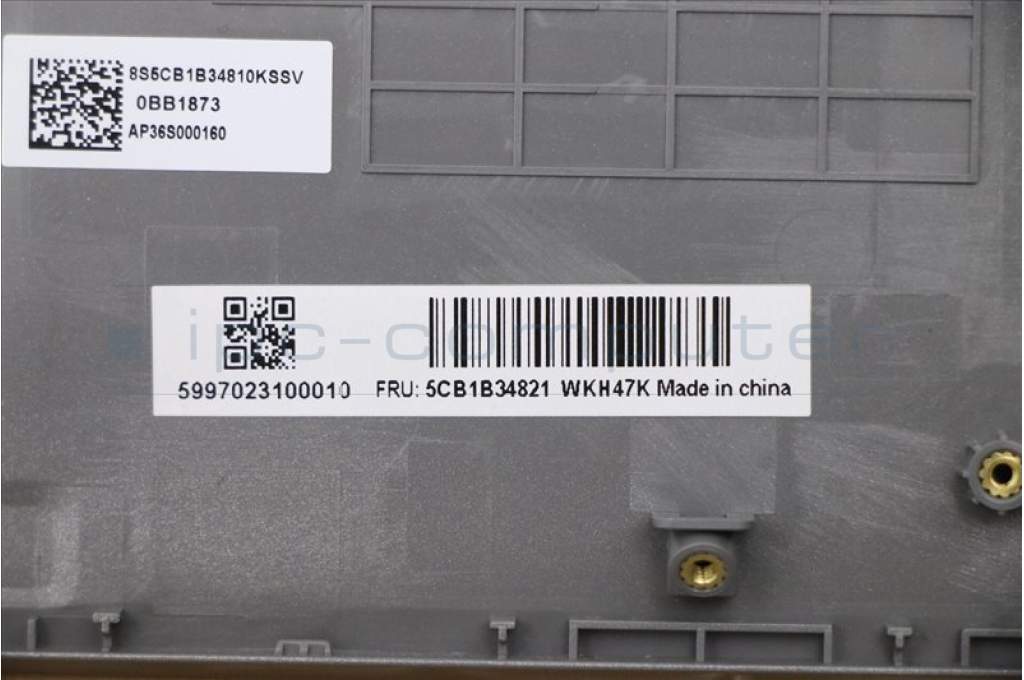 8S5CB1B34810KSSV
0BB1873
AP36S000160
ipc-computer
5997023100010 FRU: 5CB1B34821 WKH47K Made in china